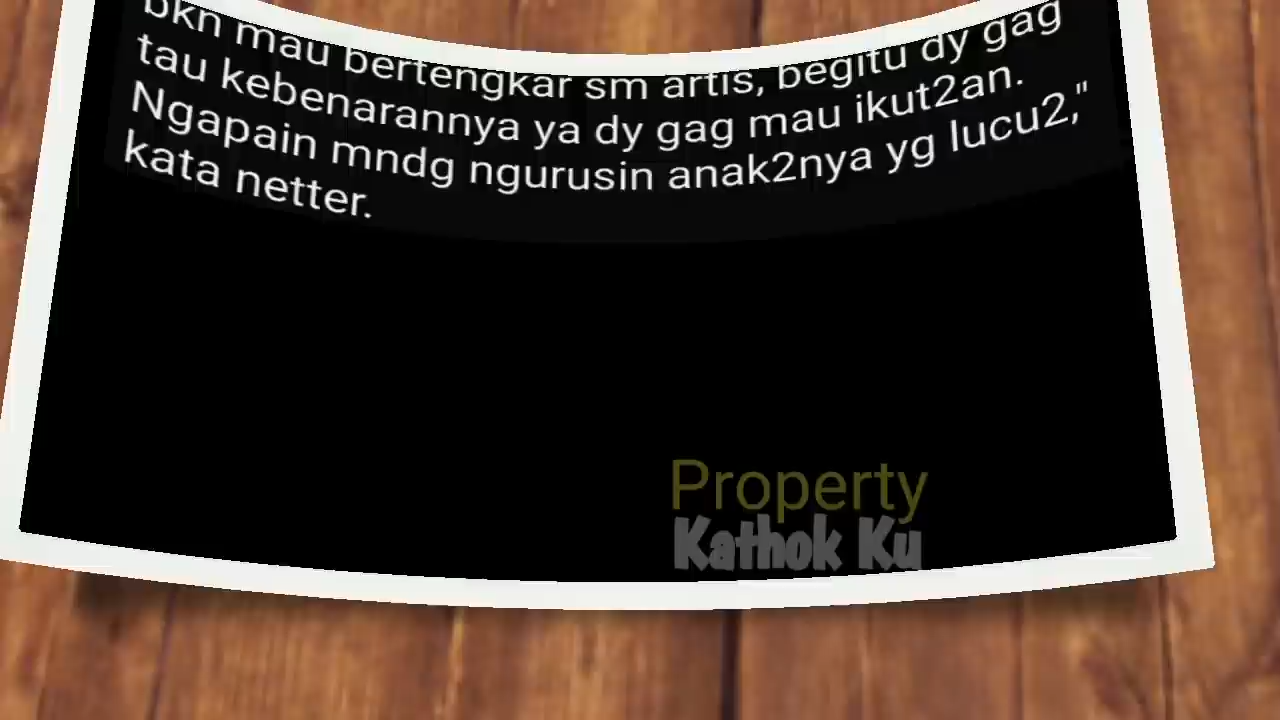 bkn mau bertengkar sm artis, begitu dy gag
tau kebenarannya ya dy gag mau ikut2an.
Ngapain mndg ngurusin anak2nya yg lucu2,"
kata netter.
Property
Kathok Ku